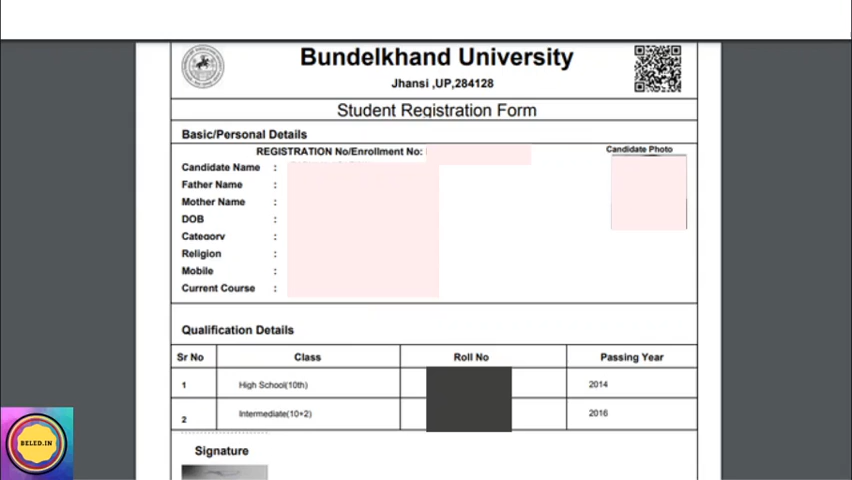 Bundelkhand University
Jhansi ,UP,284128
Student Registration Form
Basic/Personal Details
REGISTRATION No/Enrollment No:
Candidate Photo
Candidate Name :
Father Name :
Mother Name :
DOB :
Category :
Religion :
Mobile :
Current Course :
Qualification Details
Sr No Class Roll No Passing Year
1 High School(10th) 2014
2 Intermediate(10+2) 2016
Signature
BELED.IN